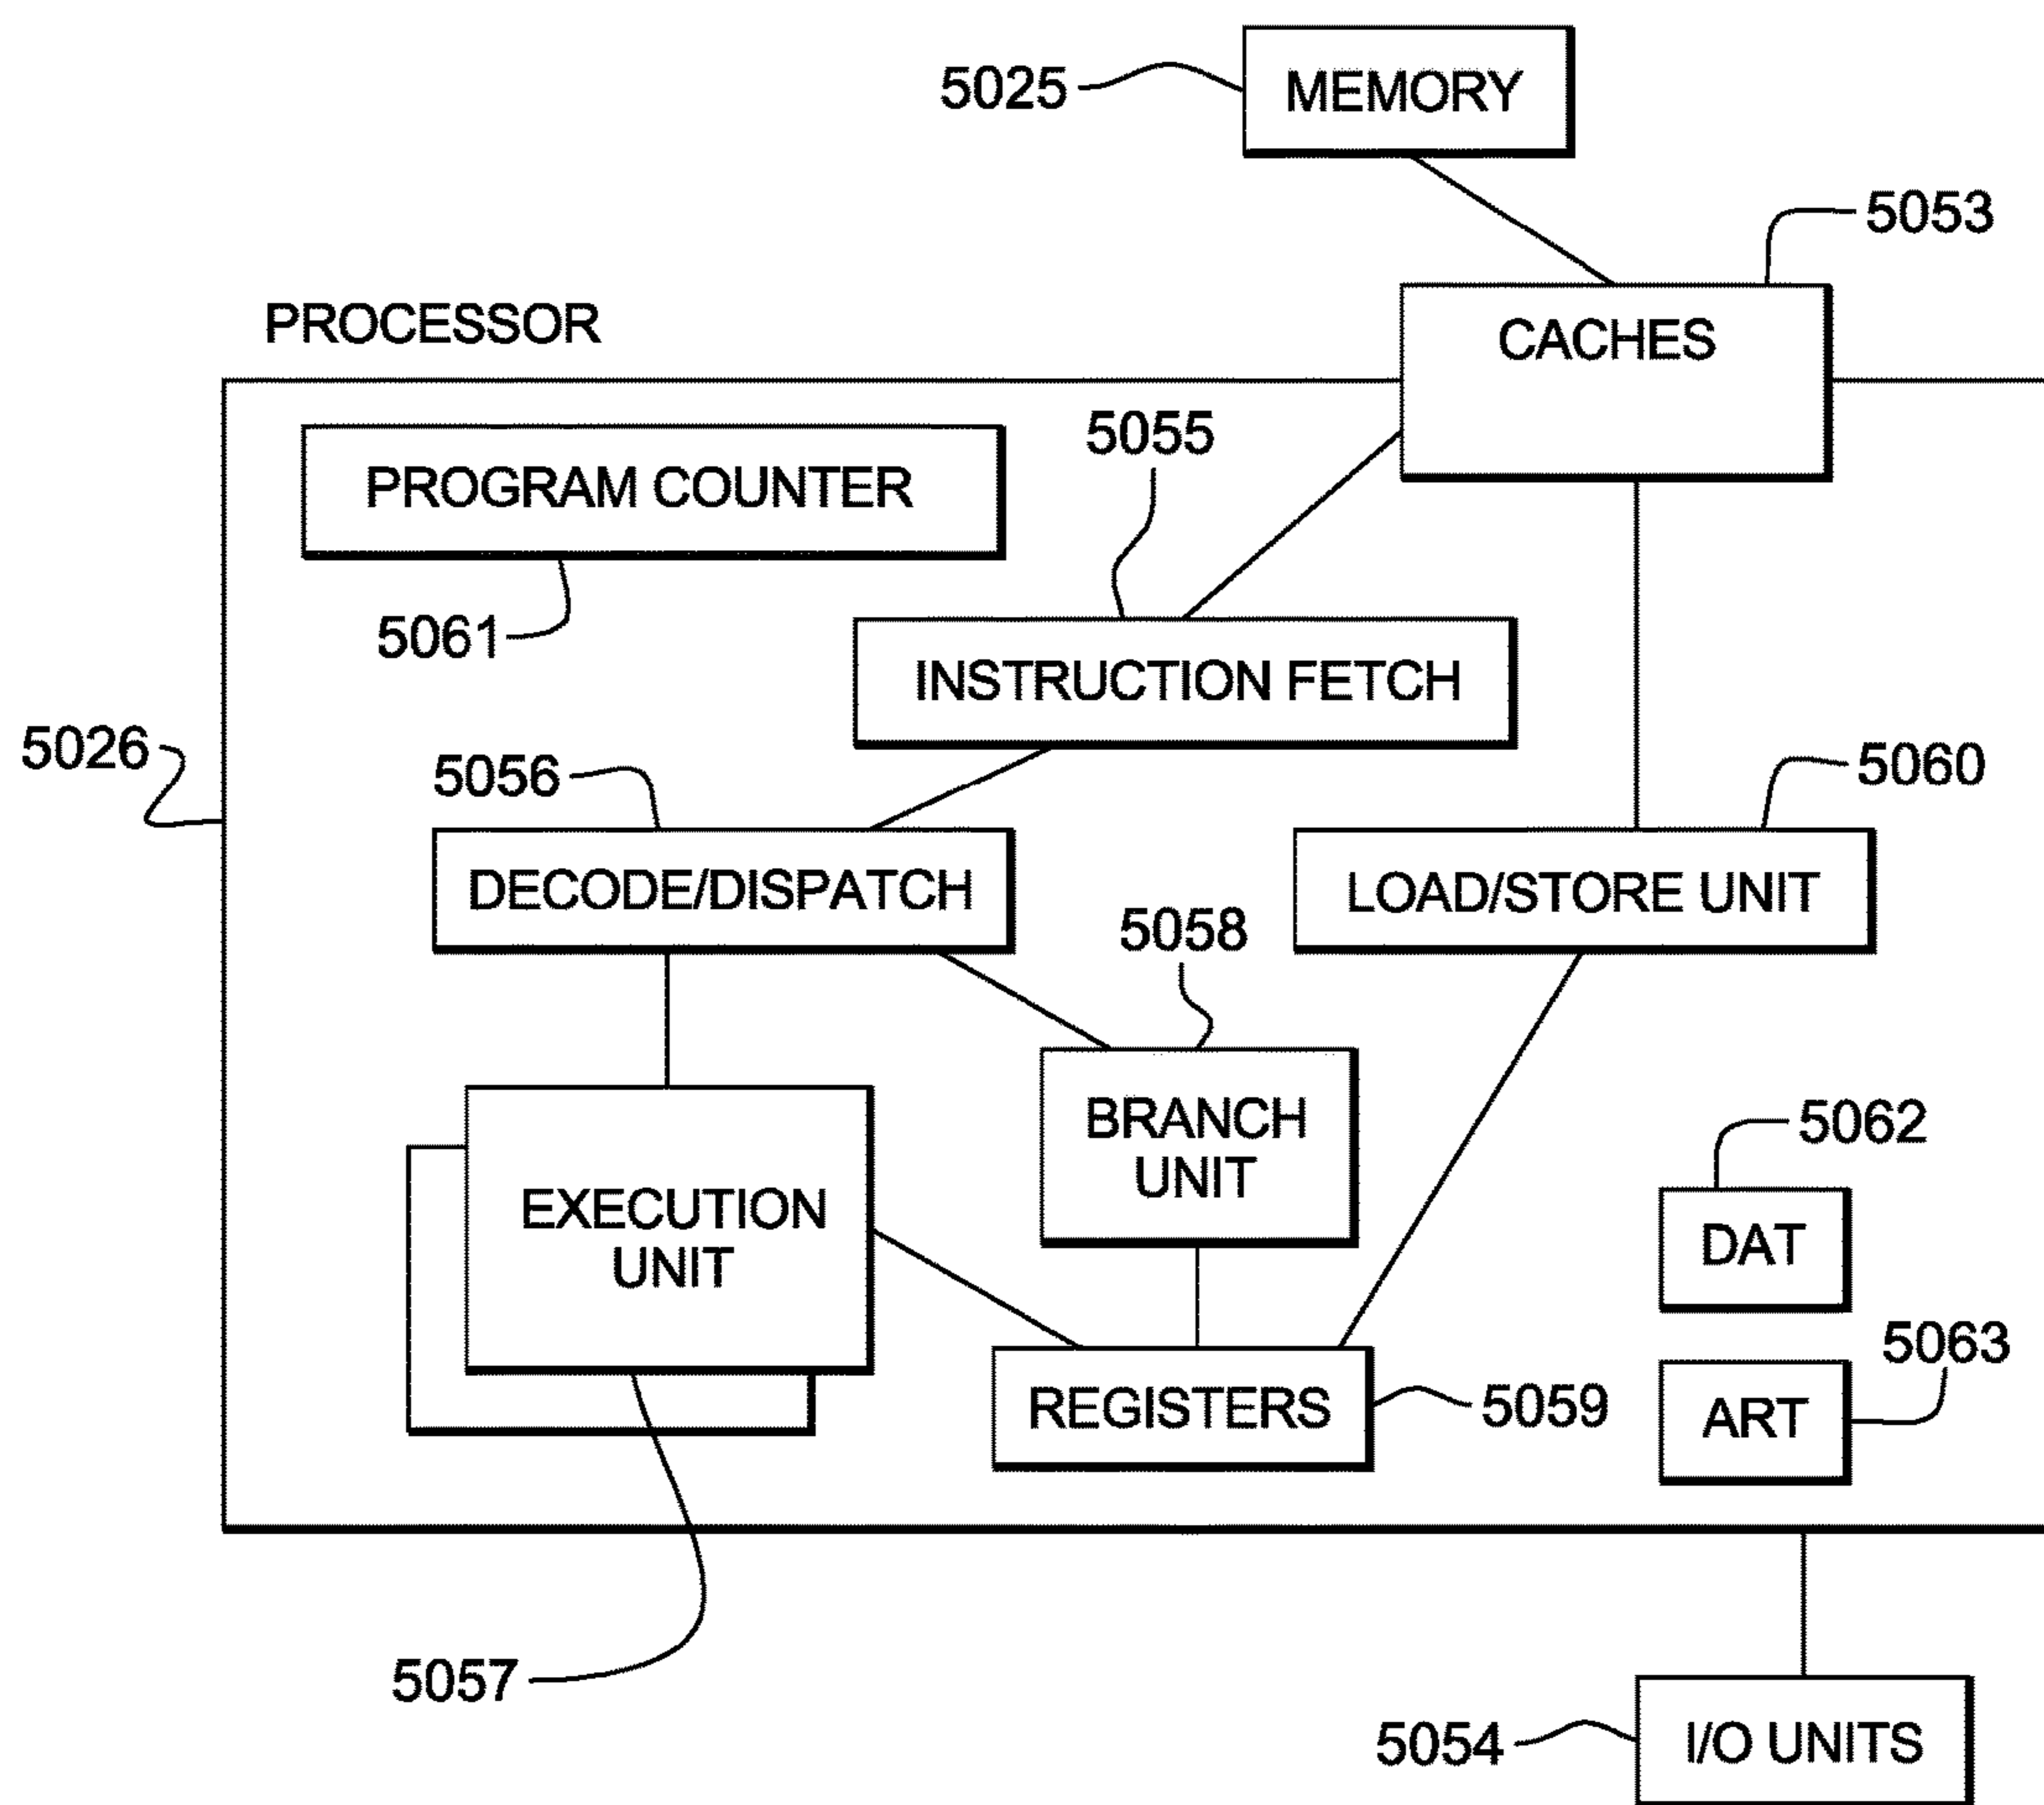 MEMORY
5025
5053
CACHES
PROCESSOR
5055
PROGRAM COUNTER
5061
INSTRUCTION FETCH
5026
5056
5060
DECODE/DISPATCH
LOAD/STORE UNIT
5058
BRANCH
UNIT
5062
EXECUTION
UNIT
DAT
5063
REGISTERS
5059
ART
5057
5054
I/O UNITS